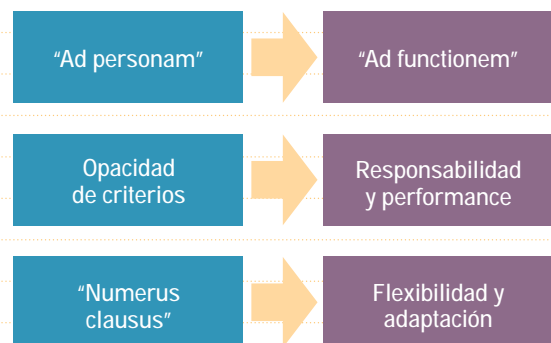 “Ad personam”
“Ad functionem”
Opacidad
de criterios
Responsabilidad
y performance
“Numerus
clausus”
Flexibilidad y
adaptación